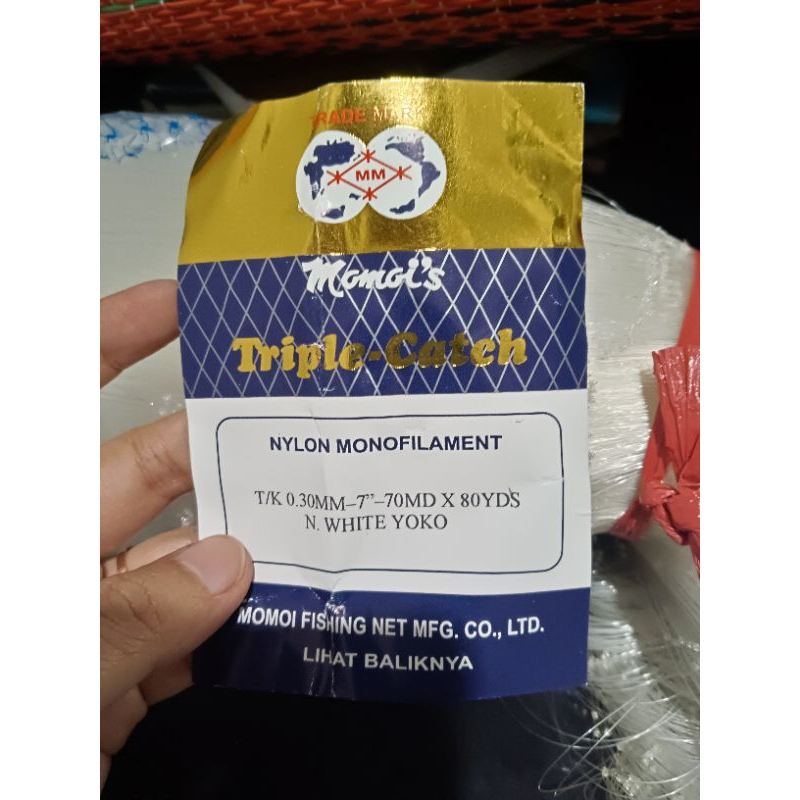 TRADE MARK
MM
Momoi's
Triple-Catch
NYLON MONOFILAMENT
T/K 0.30MM–7"–70MD X 80YDS
N. WHITE YOKO
MOMOI FISHING NET MFG. CO., LTD.
LIHAT BALIKNYA